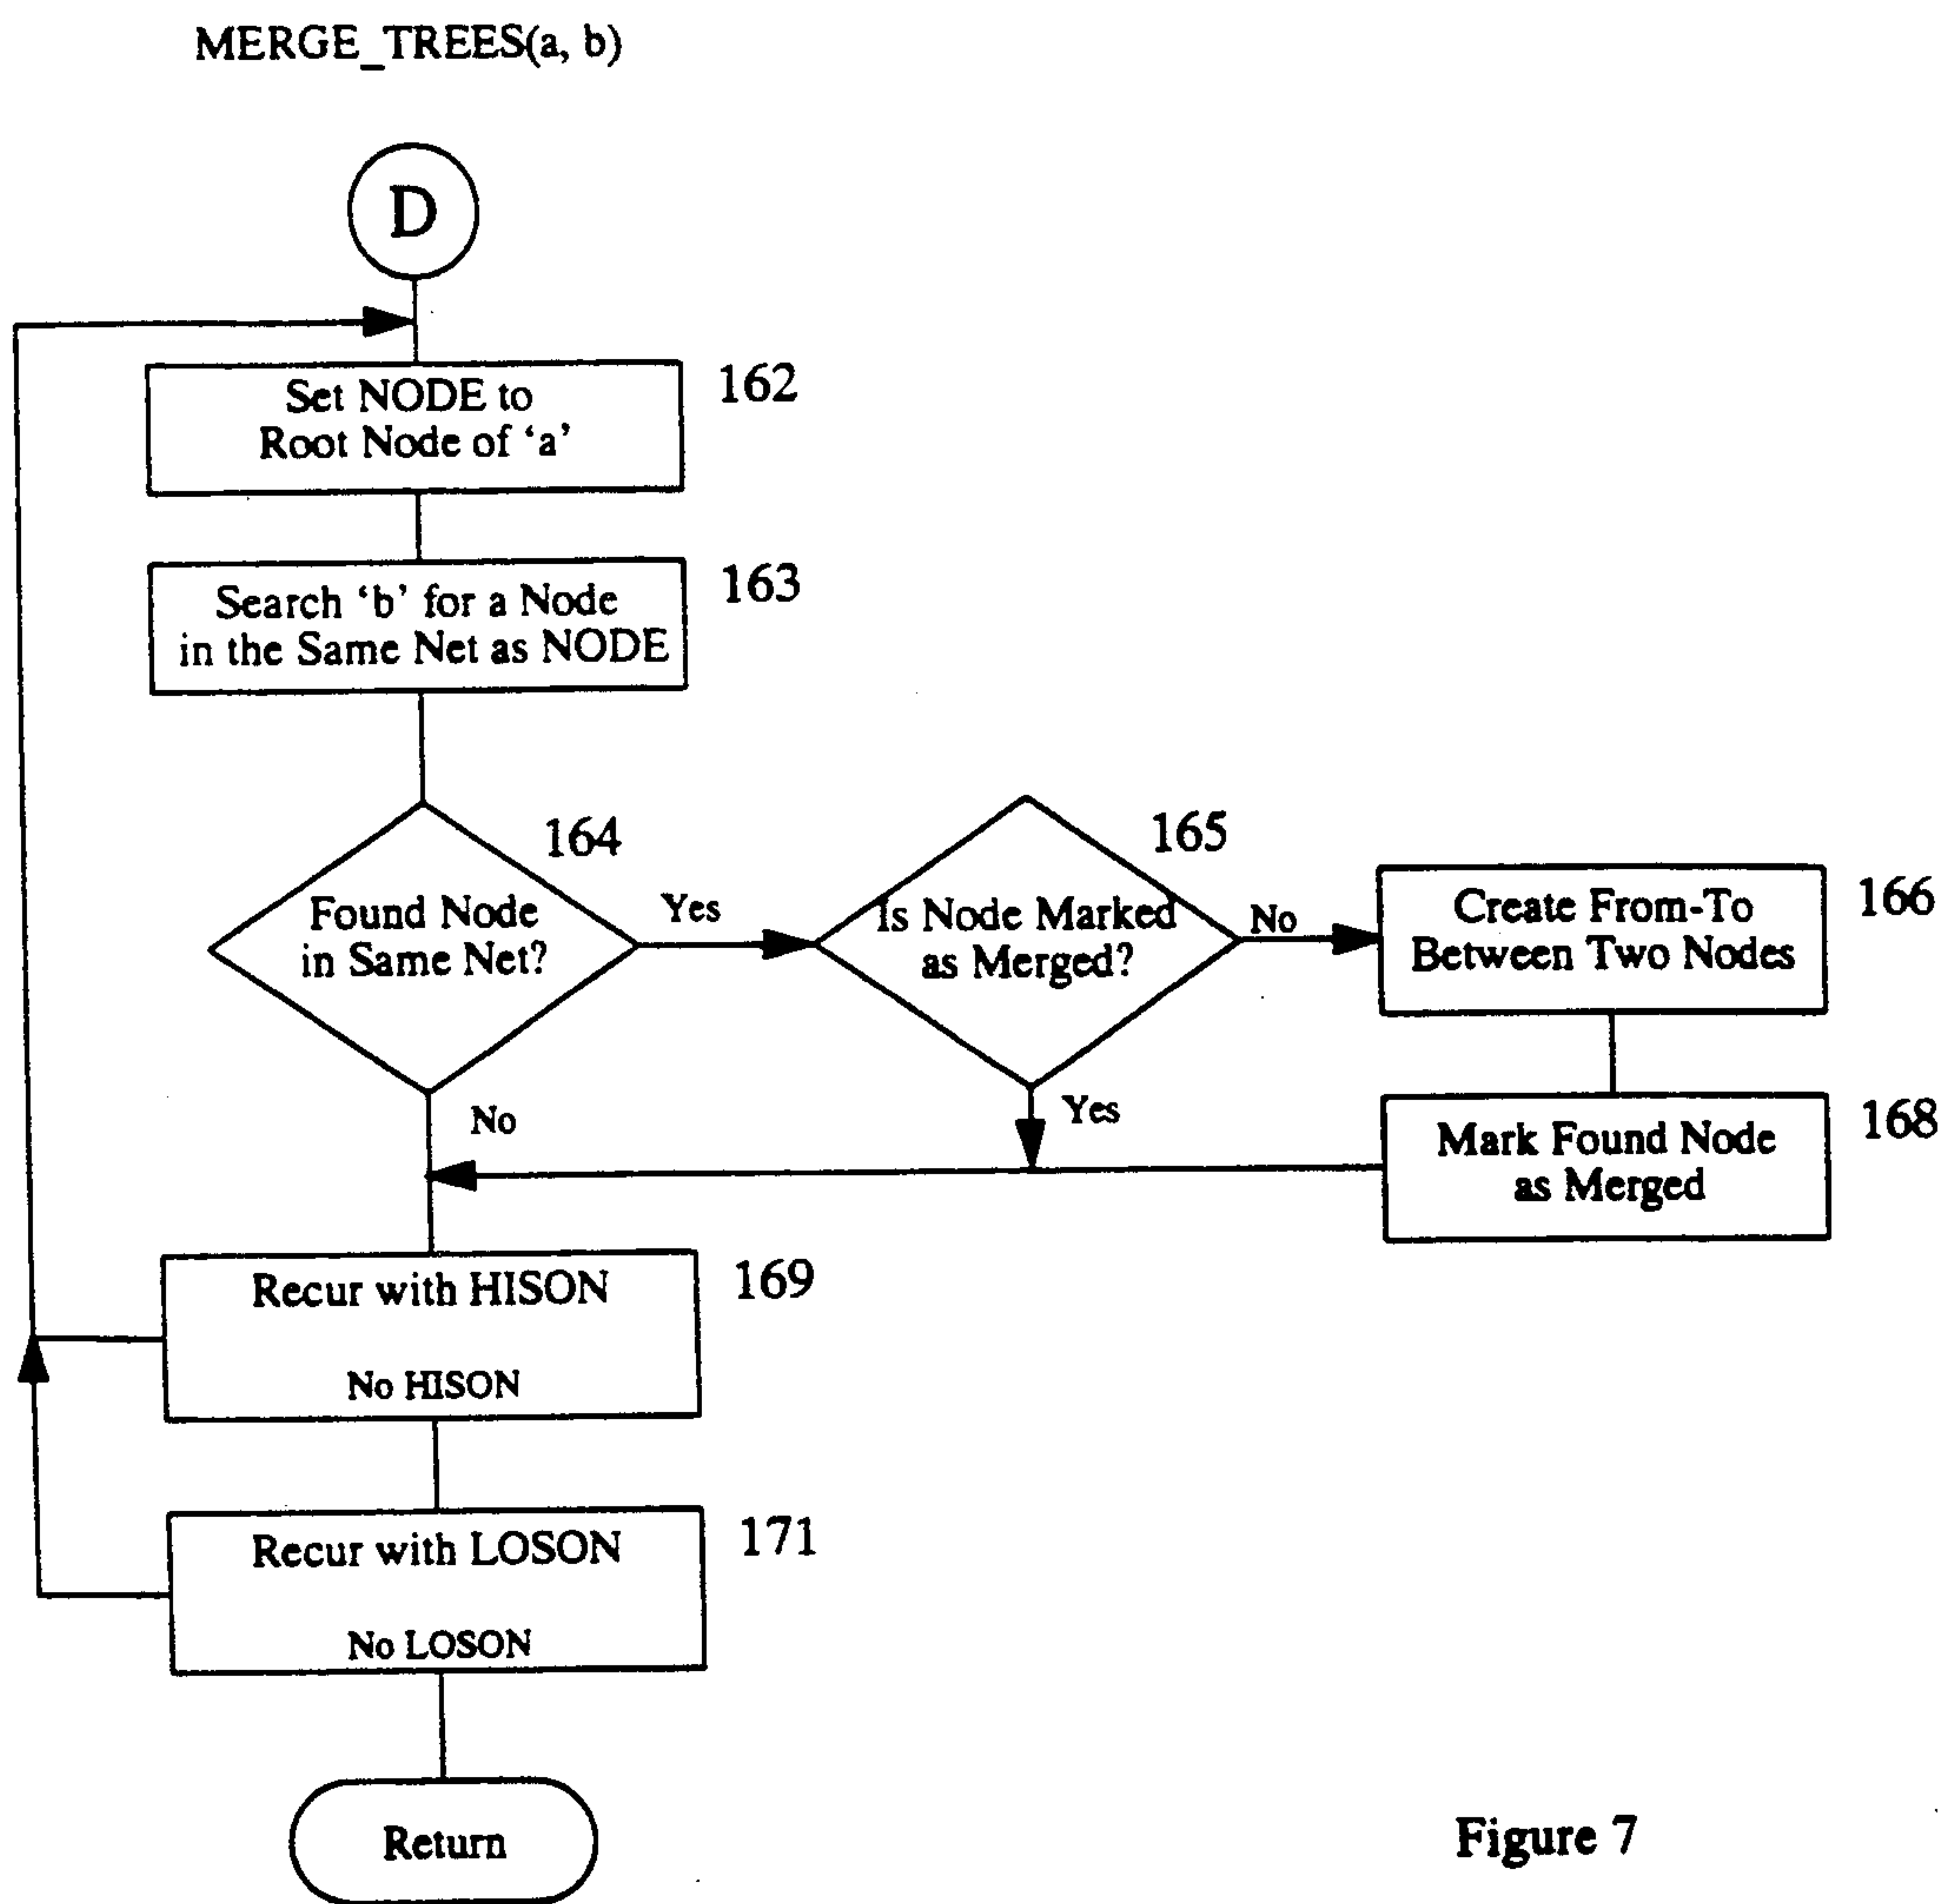 MERGE_TREES(a, b)
D
Set NODE to
Root Node of ‘a’
162
Search ‘b’ for a Node
in the Same Net as NODE
163
Found Node
in Same Net?
164
Yes
No
Is Node Marked
as Merged?
165
No
Yes
Create From-To
Between Two Nodes
166
Mark Found Node
as Merged
168
Recur with HISON
No HISON
169
Recur with LOSON
No LOSON
171
Return
Figure 7